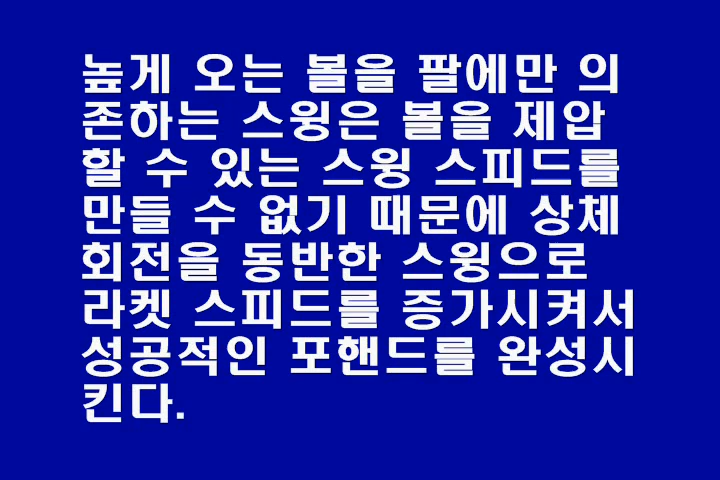 높게 오는 볼을 팔에만 의
존하는 스윙은 볼을 제압
할 수 있는 스윙 스피드를
만들 수 없기 때문에 상체
회전을 동반한 스윙으로
라켓 스피드를 증가시켜서
성공적인 포핸드를 완성시
킨다.